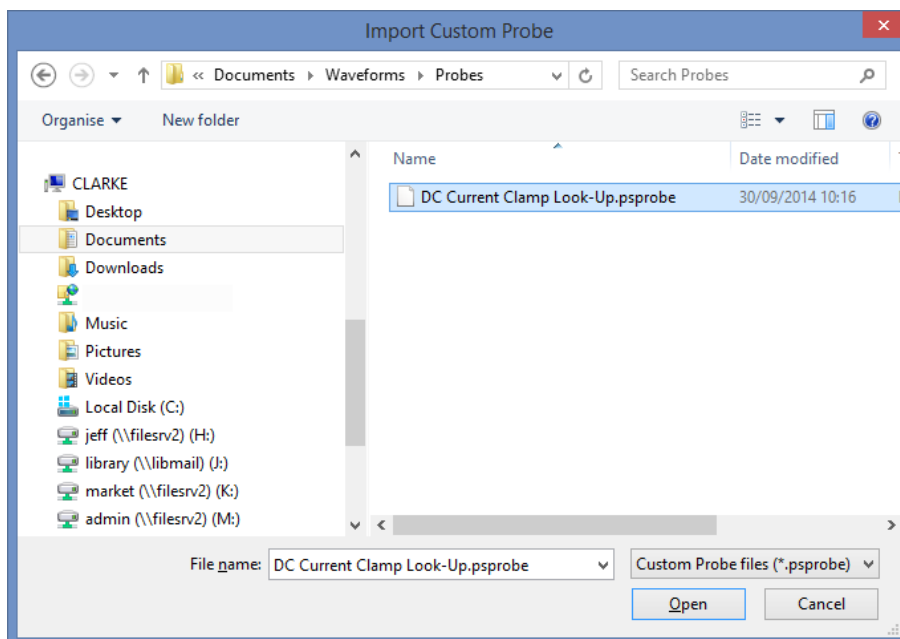 Import Custom Probe
« Documents Waveforms Probes
Search Probes
Organise New folder
Name Date modified
CLARKE
DC Current Clamp Look-Up.psprobe 30/09/2014 10:16
Desktop
Documents
Downloads
Music
Pictures
Videos
Local Disk (C:)
jeff (\\filesrv2) (H:)
library (\\libmail) (J:)
market (\\filesrv2) (K:)
admin (\\filesrv2) (M:)
File name: DC Current Clamp Look-Up.psprobe Custom Probe files (*.psprobe)
Open Cancel